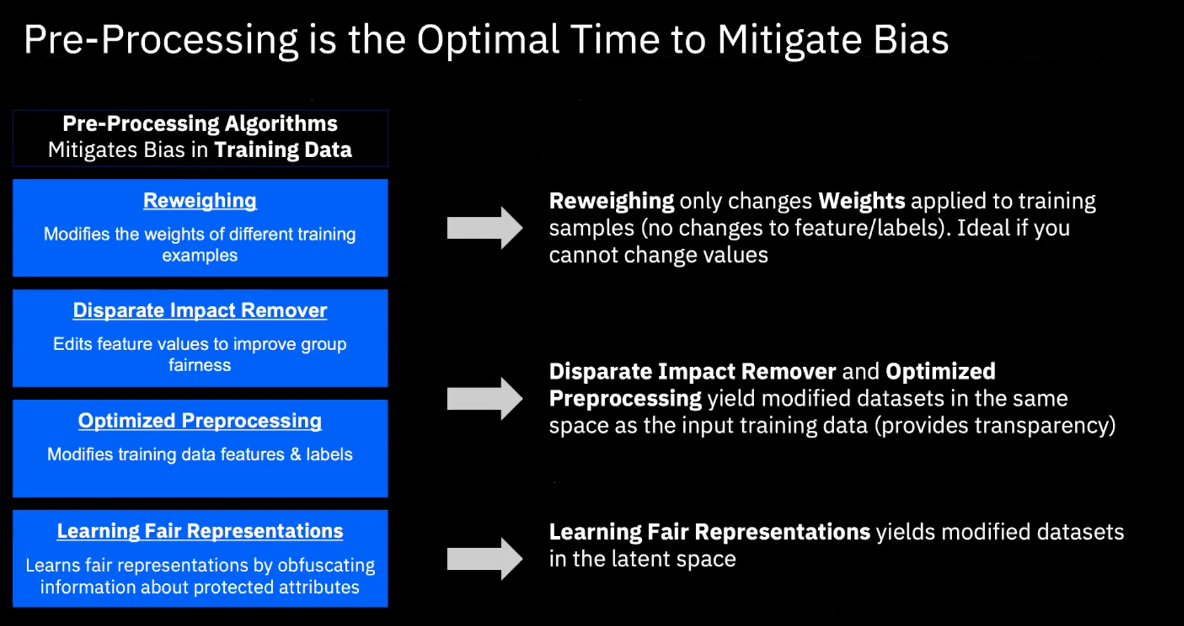 Pre-Processing is the Optimal Time to Mitigate Bias
Pre-Processing Algorithms
Mitigates Bias in Training Data
Reweighing
Modifies the weights of different training
examples
Reweighing only changes Weights applied to training
samples (no changes to feature/labels). Ideal if you
cannot change values
Disparate Impact Remover
Edits feature values to improve group
fairness
Optimized Preprocessing
Modifies training data features & labels
Disparate Impact Remover and Optimized
Preprocessing yield modified datasets in the same
space as the input training data (provides transparency)
Learning Fair Representations
Learns fair representations by obfuscating
information about protected attributes
Learning Fair Representations yields modified datasets
in the latent space